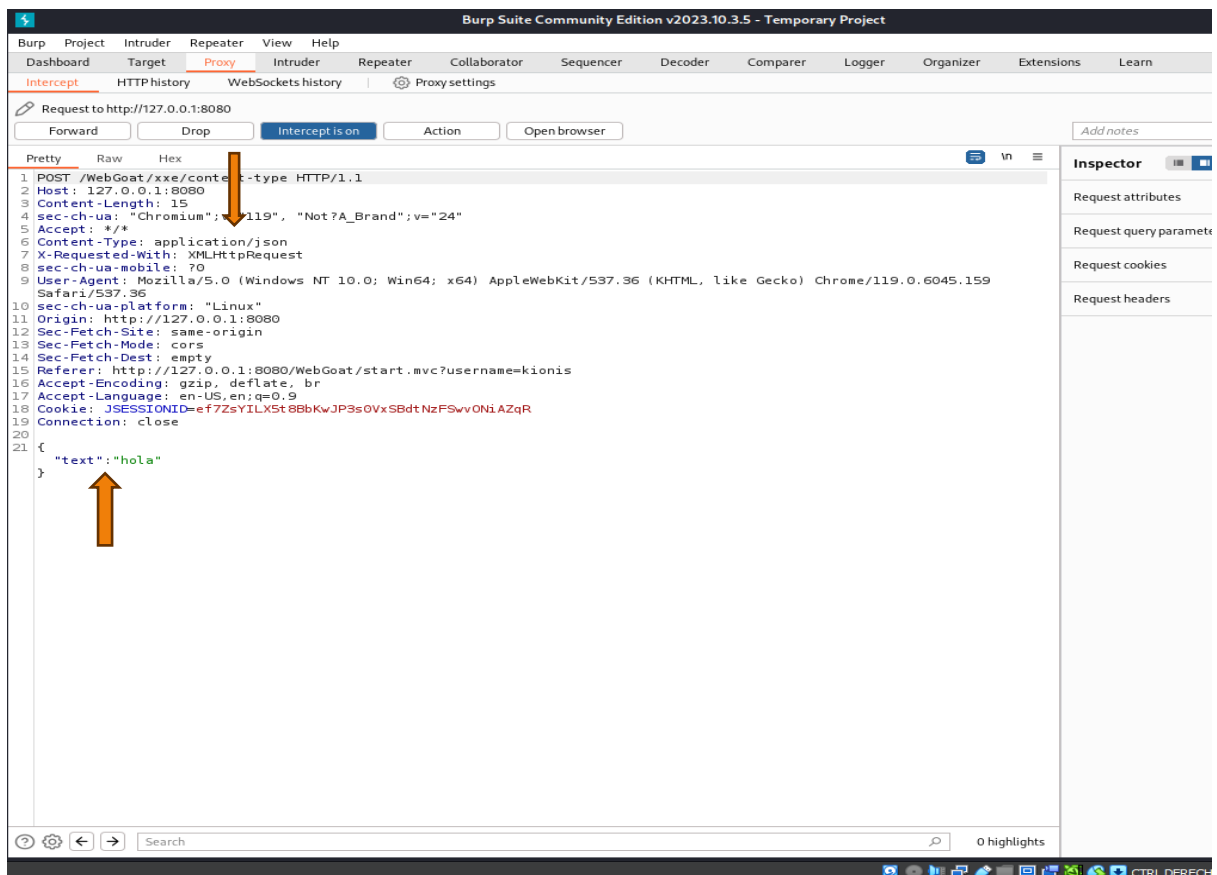 Burp Suite Community Edition v2023.10.3.5 - Temporary Project
Burp Project Intruder Repeater View Help
Dashboard Target Proxy Intruder Repeater Collaborator Sequencer Decoder Comparer Logger Organizer Extensions Learn
Intercept HTTP history WebSockets history Proxy settings
Request to http://127.0.0.1:8080
Forward Drop Intercept is on Action Open browser Add notes
Pretty Raw Hex \n
Inspector
Request attributes
Request query paramete
Request cookies
Request headers
1 POST /WebGoat/xxe/content-type HTTP/1.1
2 Host: 127.0.0.1:8080
3 Content-Length: 15
4 sec-ch-ua: "Chromium";v="119", "Not?A_Brand";v="24"
5 Accept: */*
6 Content-Type: application/json
7 X-Requested-With: XMLHttpRequest
8 sec-ch-ua-mobile: ?0
9 User-Agent: Mozilla/5.0 (Windows NT 10.0; Win64; x64) AppleWebKit/537.36 (KHTML, like Gecko) Chrome/119.0.6045.159
Safari/537.36
10 sec-ch-ua-platform: "Linux"
11 Origin: http://127.0.0.1:8080
12 Sec-Fetch-Site: same-origin
13 Sec-Fetch-Mode: cors
14 Sec-Fetch-Dest: empty
15 Referer: http://127.0.0.1:8080/WebGoat/start.mvc?username=kionis
16 Accept-Encoding: gzip, deflate, br
17 Accept-Language: en-US,en;q=0.9
18 Cookie: JSESSIONID=ef7ZsYILX5t8BbKwJP3s0VxSBdtNzFSwvONiAZqR
19 Connection: close
20
21 {
"text":"hola"
}
Search 0 highlights
CTRL DERECH